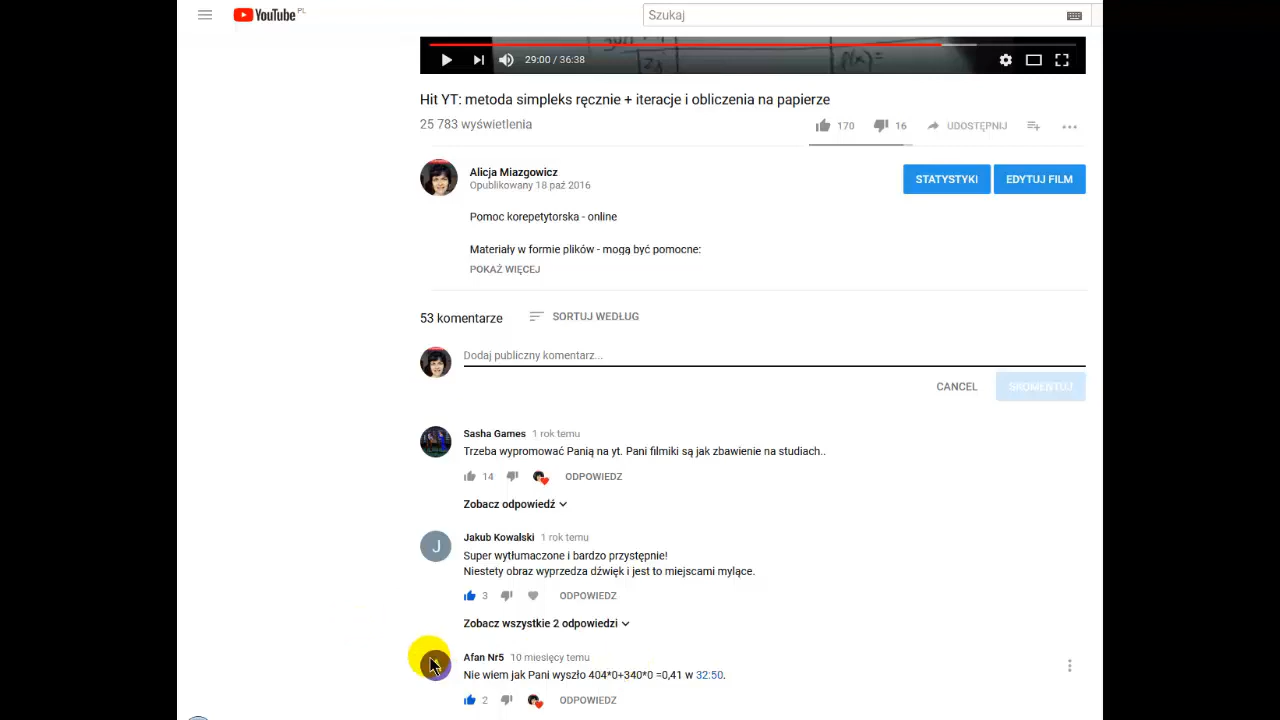 YouTube PL
Szukaj
29:00 / 36:38
Hit YT: metoda simpleks ręcznie + iteracje i obliczenia na papierze
25 783 wyświetlenia
170
16
UDOSTĘPNIJ
Alicja Miazgowicz
Opublikowany 18 paź 2016
STATYSTYKI
EDYTUJ FILM
Pomoc korepetytorska - online
Materiały w formie plików - mogą być pomocne:
POKAŻ WIĘCEJ
53 komentarze
SORTUJ WEDŁUG
Dodaj publiczny komentarz...
CANCEL
SKOMENTUJ
Sasha Games 1 rok temu
Trzeba wypromować Panią na yt. Pani filmiki są jak zbawienie na studiach..
14
ODPOWIEDZ
Zobacz odpowiedź
J
Jakub Kowalski 1 rok temu
Super wytłumaczone i bardzo przystępnie!
Niestety obraz wyprzedza dźwięk i jest to miejscami mylące.
3
ODPOWIEDZ
Zobacz wszystkie 2 odpowiedzi
Afan Nr5 10 miesięcy temu
Nie wiem jak Pani wyszło 404*0+340*0 =0,41 w 32:50.
2
ODPOWIEDZ